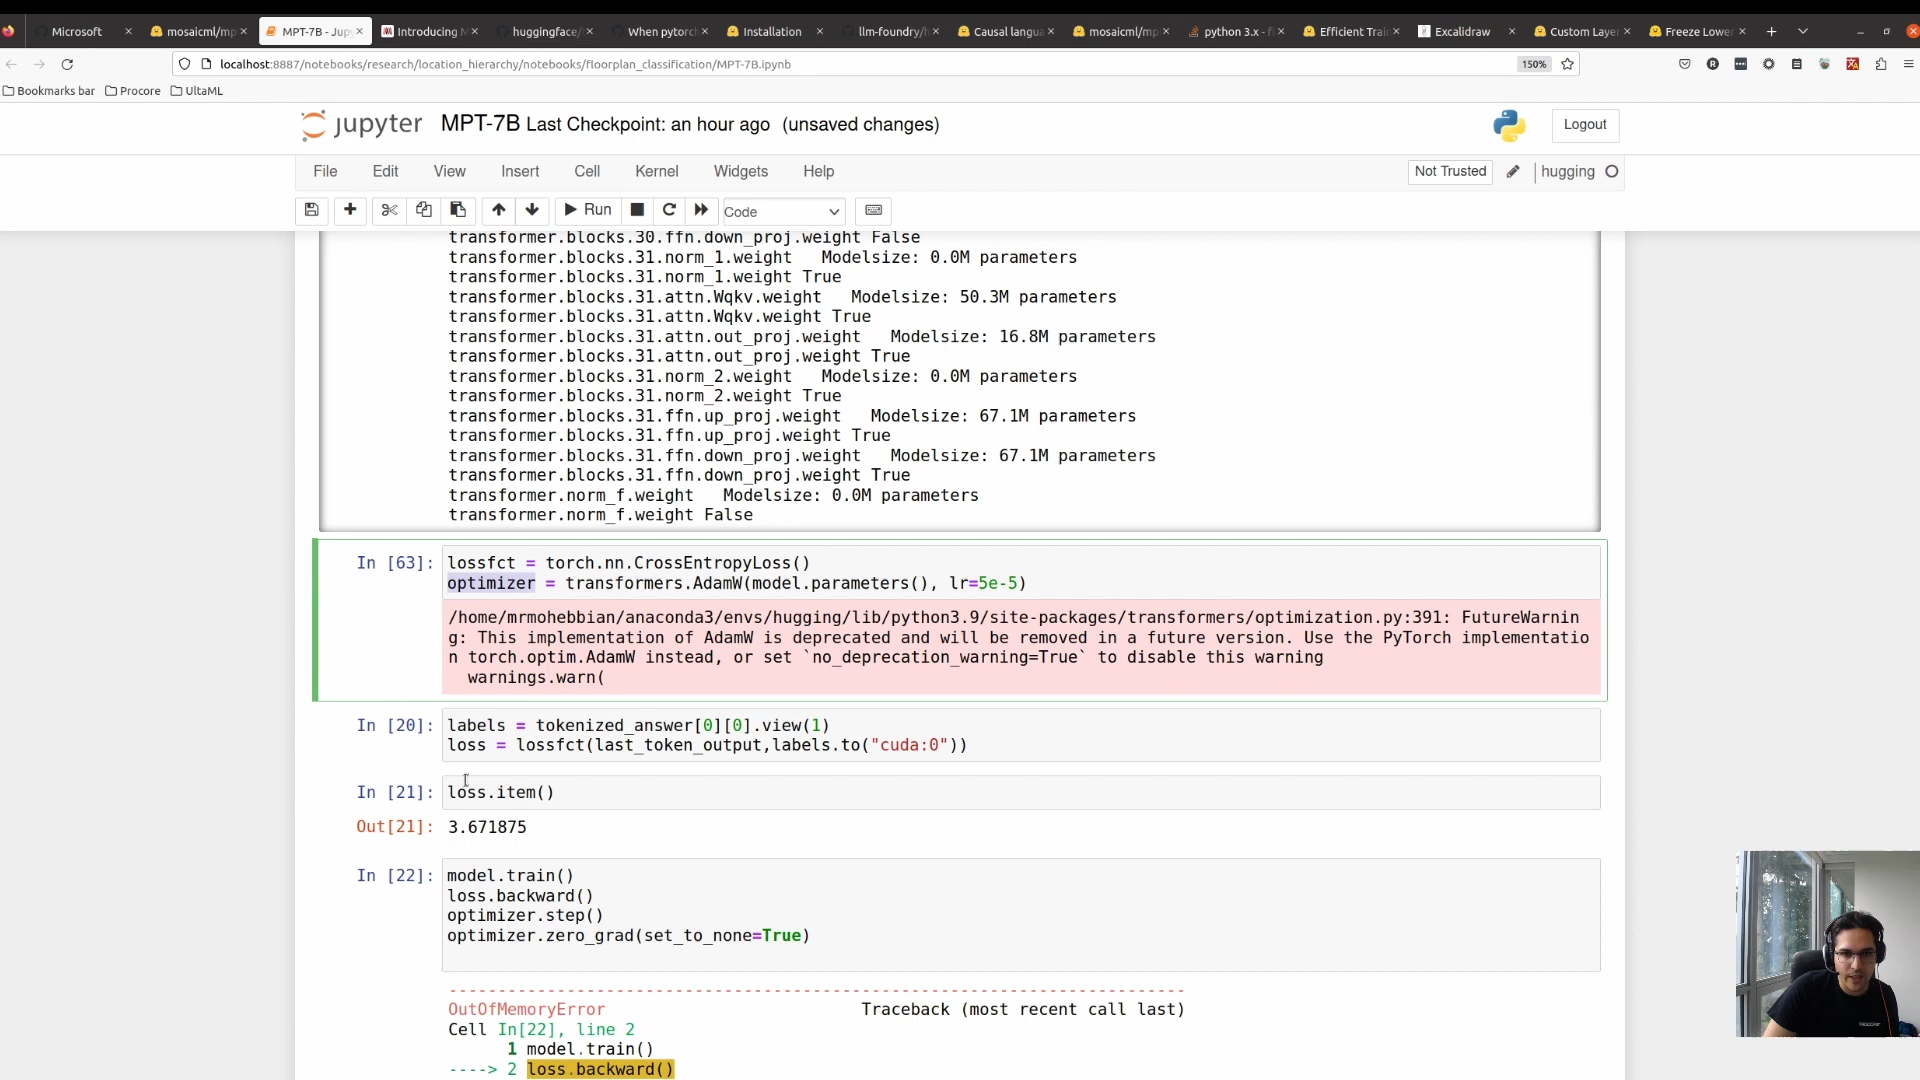 Microsoft
mosaicml/mp
MPT-7B - Jup
Introducing M
huggingface/
When pytorc
Installation
llm-foundry/
Causal langua
mosaicml/mp
python 3.x - f
Efficient Trai
Excalidraw
Custom Laye
Freeze Lower
localhost:8887/notebooks/research/location_hierarchy/notebooks/floorplan_classification/MPT-7B.ipynb
150%
Bookmarks bar
Procore
UltaML
jupyter
MPT-7B Last Checkpoint: an hour ago (unsaved changes)
Logout
File Edit View Insert Cell Kernel Widgets Help
Not Trusted
hugging
Run
Code
transformer.blocks.30.ffn.down_proj.weight False
transformer.blocks.31.norm_1.weight   Modelsize: 0.0M parameters
transformer.blocks.31.norm_1.weight True
transformer.blocks.31.attn.Wqkv.weight   Modelsize: 50.3M parameters
transformer.blocks.31.attn.Wqkv.weight True
transformer.blocks.31.attn.out_proj.weight   Modelsize: 16.8M parameters
transformer.blocks.31.attn.out_proj.weight True
transformer.blocks.31.norm_2.weight   Modelsize: 0.0M parameters
transformer.blocks.31.norm_2.weight True
transformer.blocks.31.ffn.up_proj.weight   Modelsize: 67.1M parameters
transformer.blocks.31.ffn.up_proj.weight True
transformer.blocks.31.ffn.down_proj.weight   Modelsize: 67.1M parameters
transformer.blocks.31.ffn.down_proj.weight True
transformer.norm_f.weight   Modelsize: 0.0M parameters
transformer.norm_f.weight False
In [63]: lossfct = torch.nn.CrossEntropyLoss()
optimizer = transformers.AdamW(model.parameters(), lr=5e-5)
/home/mrmohebbian/anaconda3/envs/hugging/lib/python3.9/site-packages/transformers/optimization.py:391: FutureWarnin
g: This implementation of AdamW is deprecated and will be removed in a future version. Use the PyTorch implementatio
n torch.optim.AdamW instead, or set `no_deprecation_warning=True` to disable this warning
  warnings.warn(
In [20]: labels = tokenized_answer[0][0].view(1)
loss = lossfct(last_token_output,labels.to("cuda:0"))
In [21]: loss.item()
Out[21]: 3.671875
In [22]: model.train()
loss.backward()
optimizer.step()
optimizer.zero_grad(set_to_none=True)
---------------------------------------------------------------------------
OutOfMemoryError                          Traceback (most recent call last)
Cell In[22], line 2
      1 model.train()
----> 2 loss.backward()